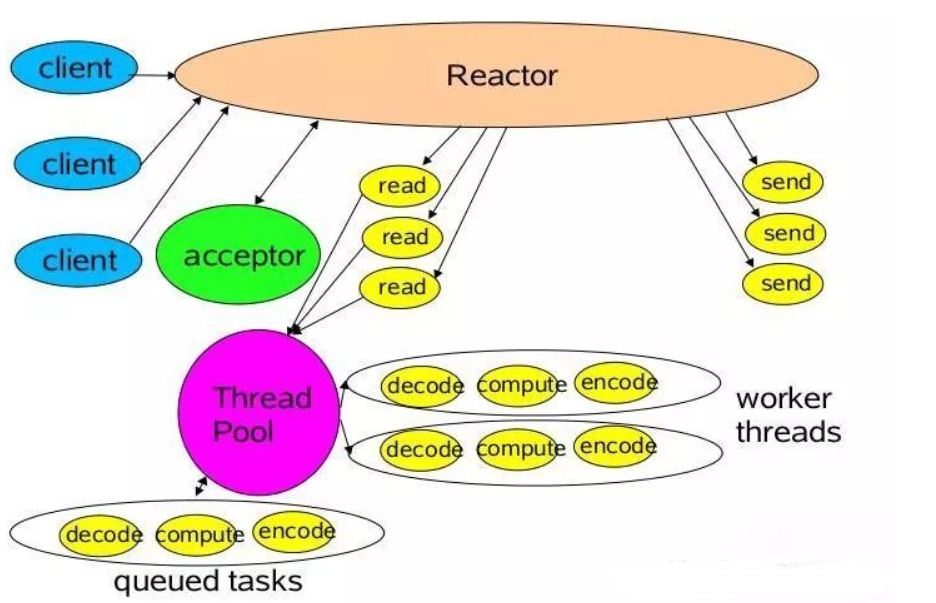 client
Reactor
client
client
acceptor
read
read
read
send
send
send
Thread
Pool
decode compute encode
decode compute encode
worker
threads
decode compute encode
queued tasks